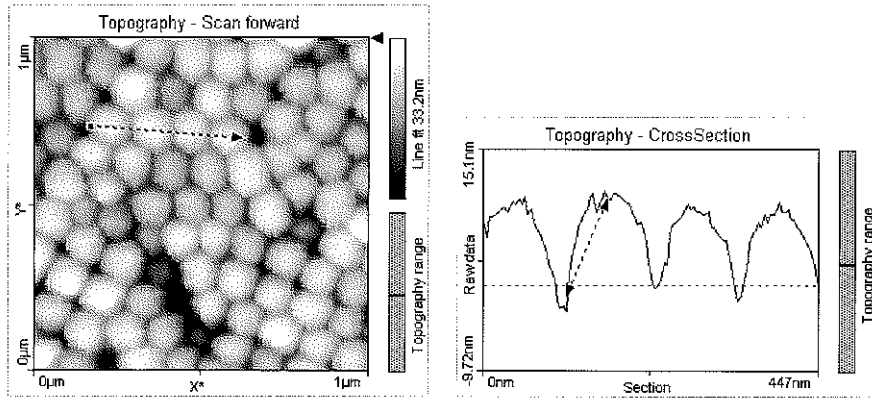 Topography - Scan forward
1µm
Y*
0µm
0µm
X*
1µm
Line fit 33.2nm
Topography range
Topography - CrossSection
15.1nm
Rawdata
-9.72nm
0nm
Section
447nm
Topography range